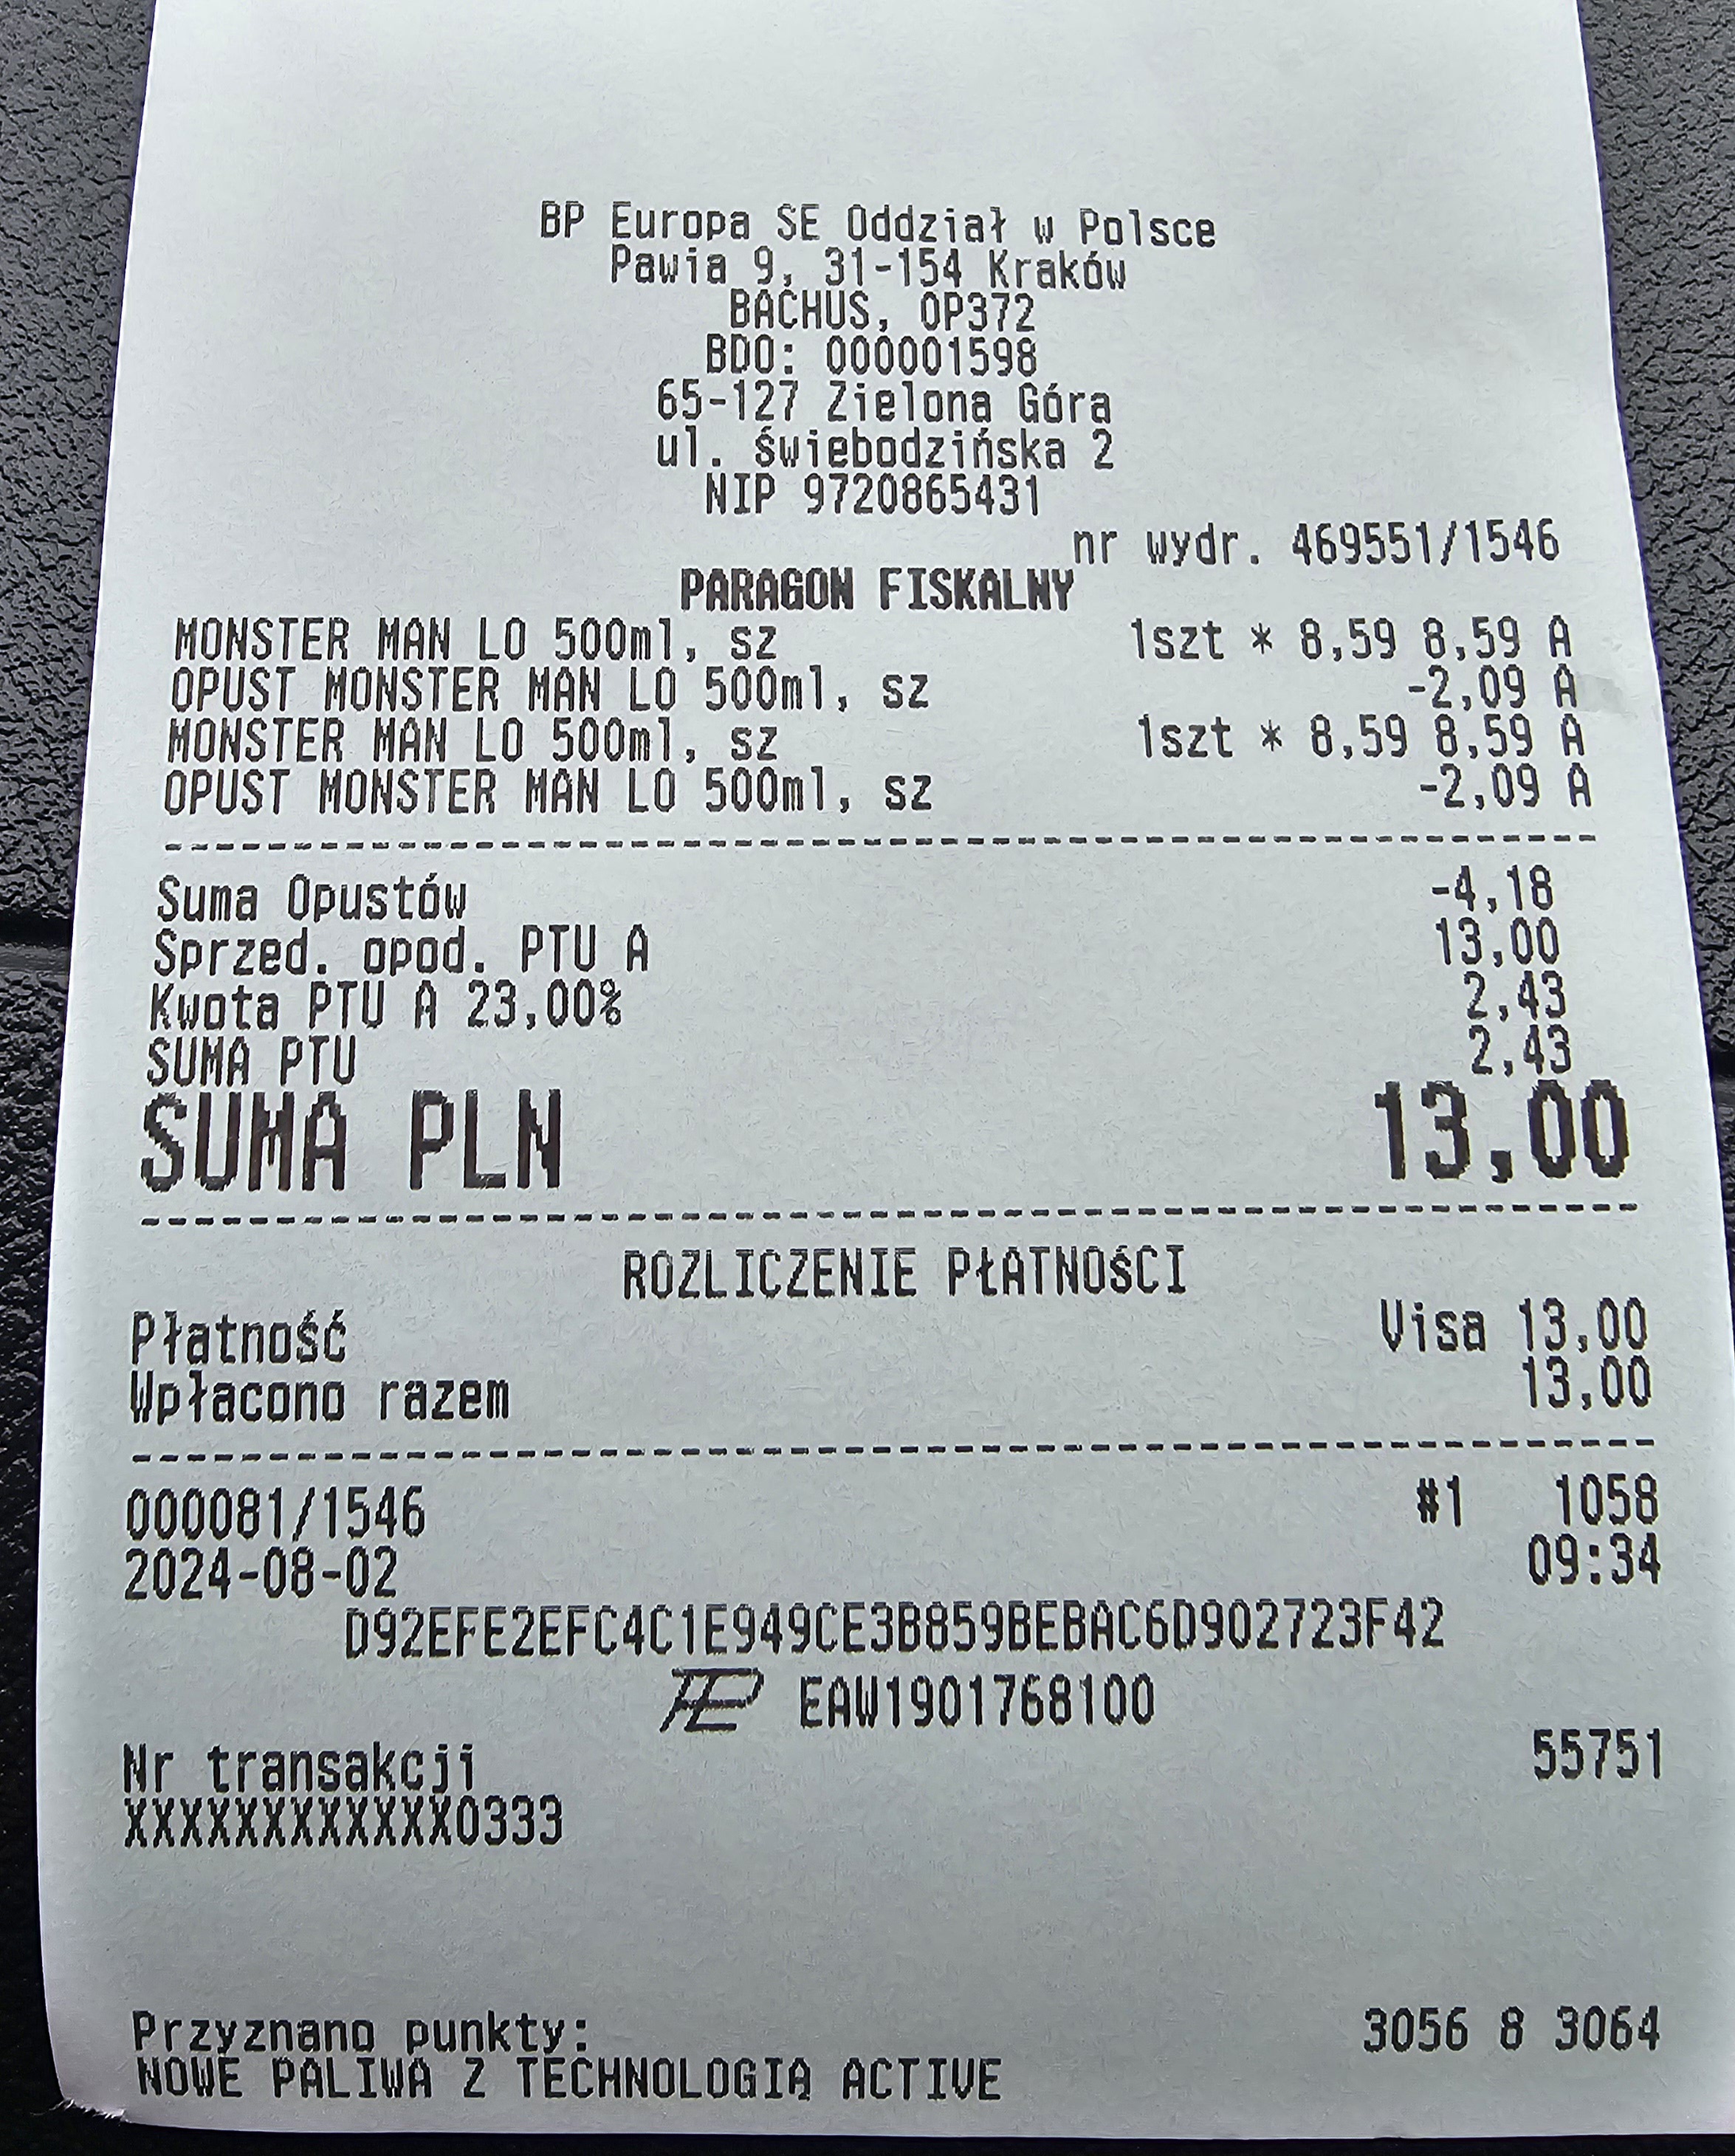 BP Europa SE Oddział w Polsce
Pawia 9, 31-154 Kraków
BACHUS, OP372
BDO: 000001598
65-127 Zielona Góra
ul. Świebodzińska 2
NIP 9720865431
nr wydr. 469551/1546
PARAGON FISKALNY
MONSTER MAN LO 500ml, sz 1szt * 8,59 8,59 A
OPUST MONSTER MAN LO 500ml, sz -2,09 A
MONSTER MAN LO 500ml, sz 1szt * 8,59 8,59 A
OPUST MONSTER MAN LO 500ml, sz -2,09 A
Suma Opustów -4,18
Sprzed. opod. PTU A 13,00
Kwota PTU A 23,00% 2,43
SUMA PTU 2,43
SUMA PLN 13,00
ROZLICZENIE PŁATNOŚCI
Płatność Visa 13,00
Wpłacono razem 13,00
000081/1546 #1 1058
2024-08-02 09:34
D92EFE2EFC4C1E949CE3B859BEBAC6D902723F42
EAW1901768100
Nr transakcji 55751
XXXXXXXXXXXX0333
Przyznano punkty: 3056 8 3064
NOWE PALIWA Z TECHNOLOGIĄ ACTIVE